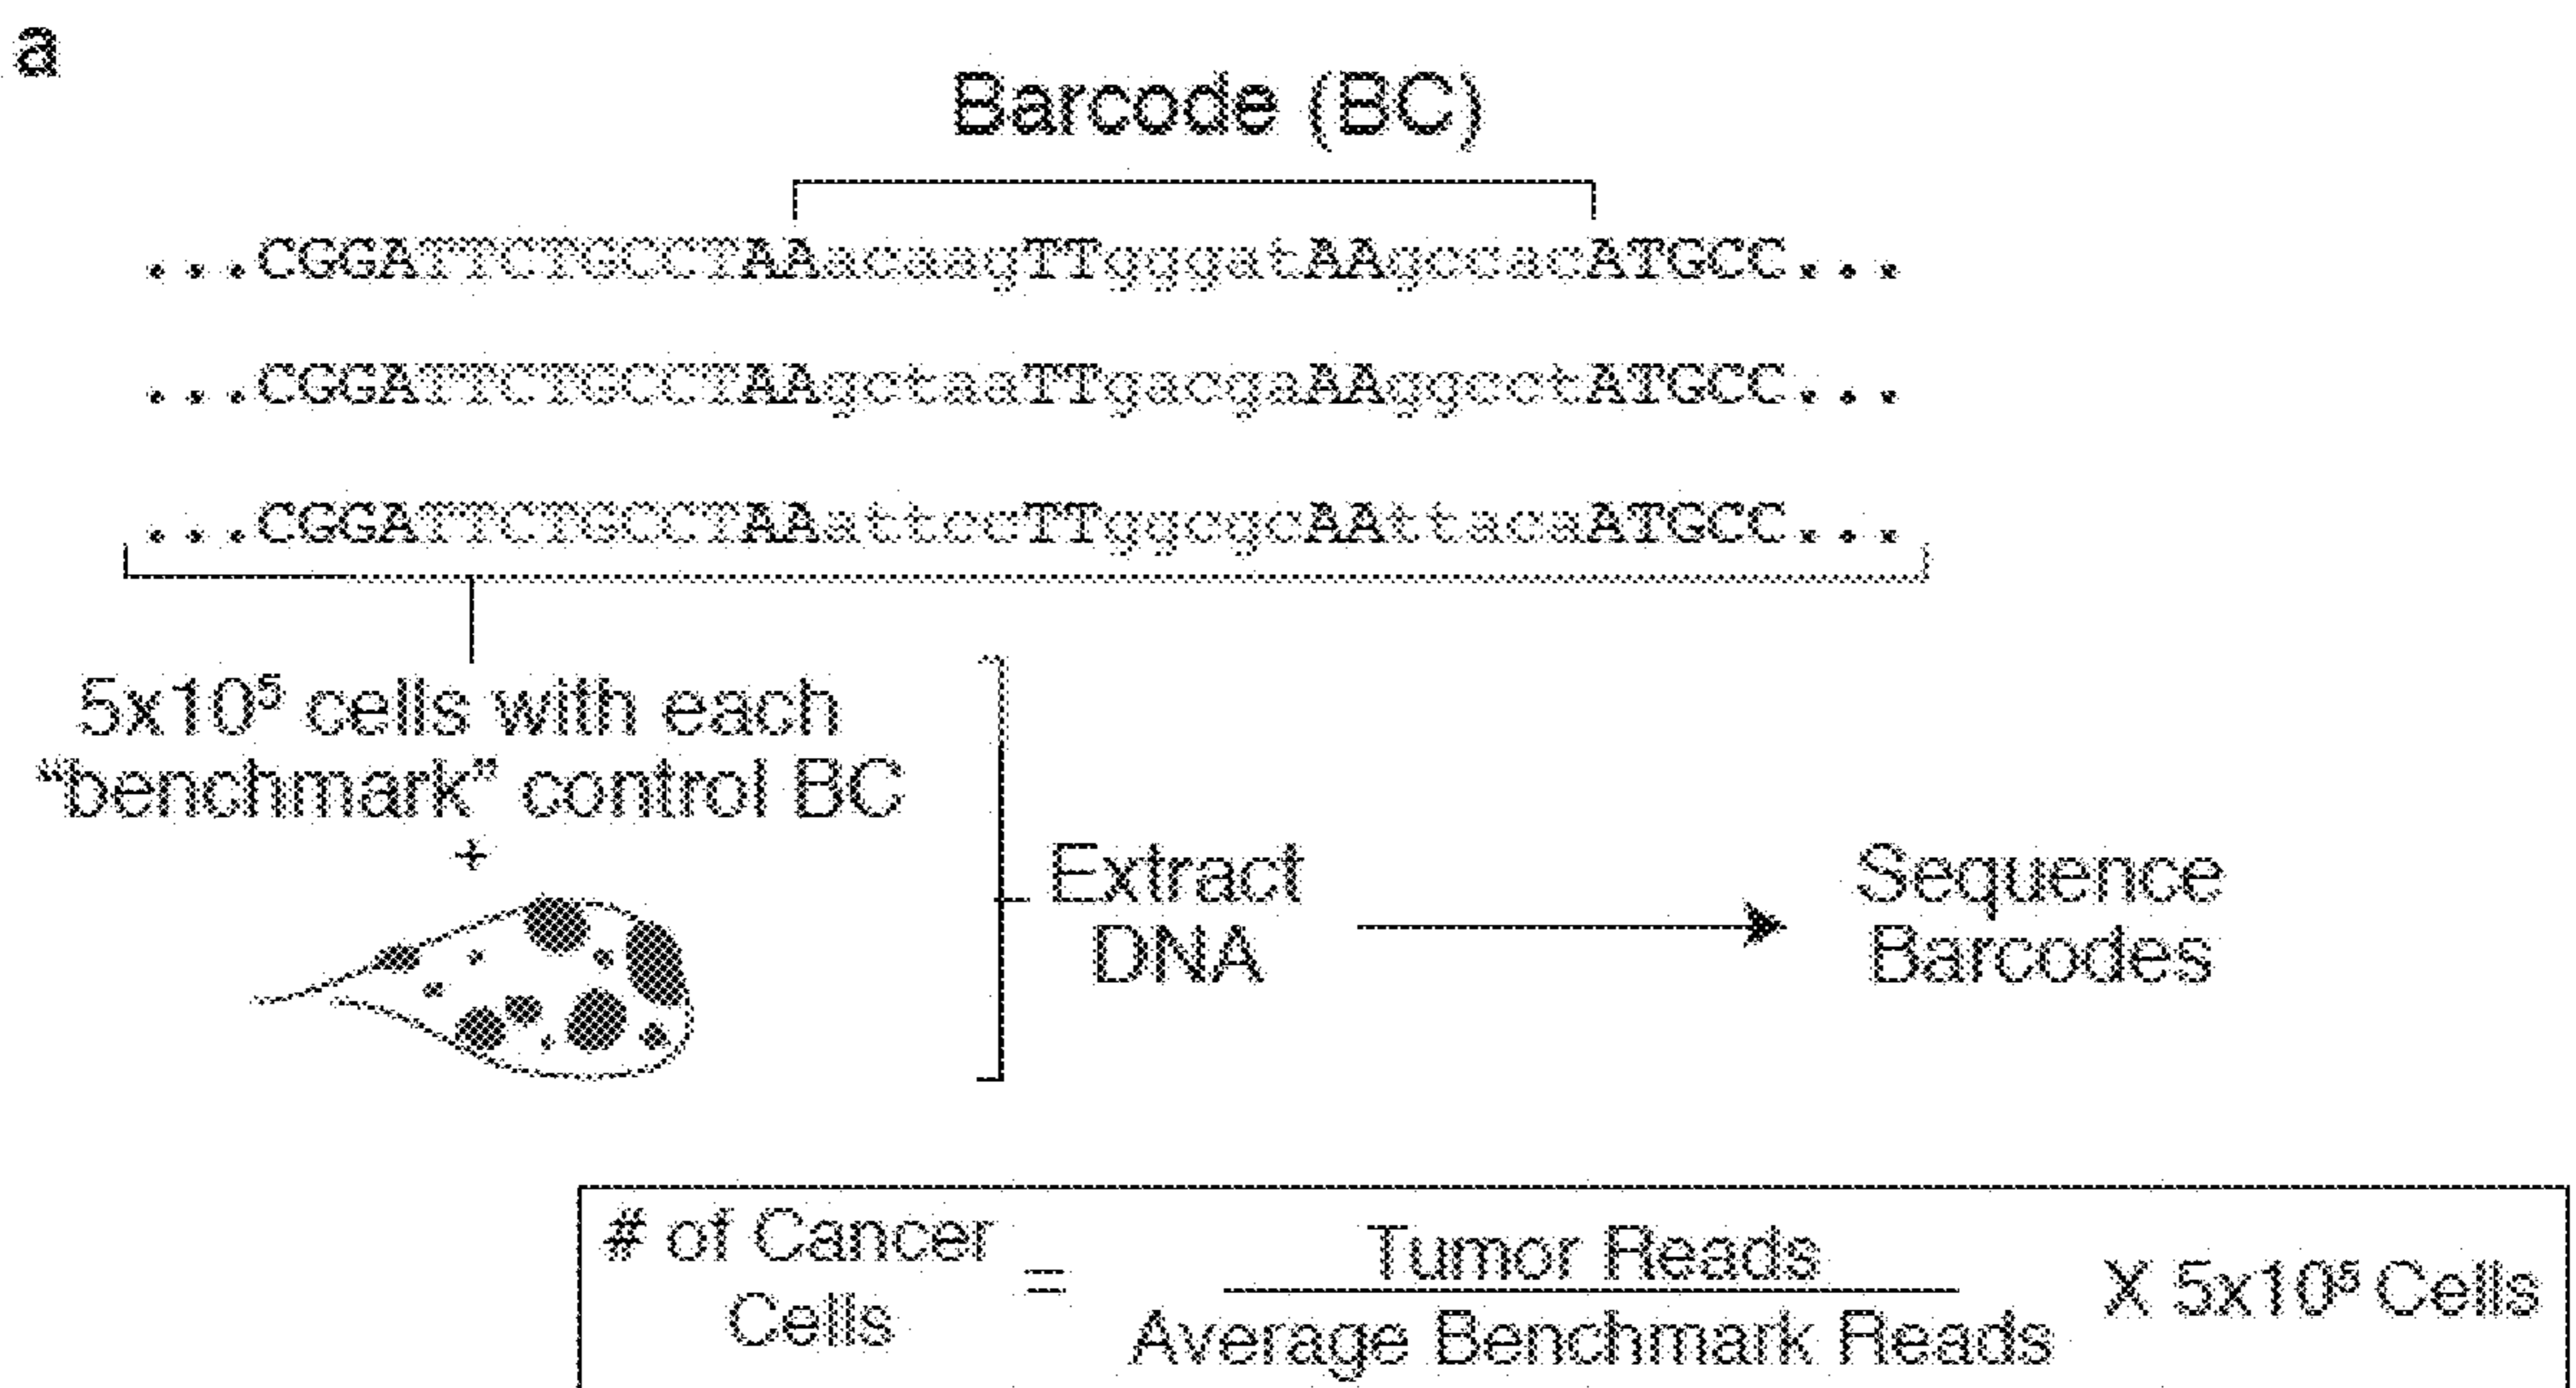 a
Barcode (BC)
...CGGATTCTGCCTAAacaagTTgggatAAgccacATGCC...
...CGGATTCTGCCTAAgctaaTTgacgaAAggcctATGCC...
...CGGATTCTGCCTAAattccTTggcgcAAttacaATGCC...
5x10⁵ cells with each
“benchmark” control BC
+
Extract
DNA
Sequence
Barcodes
# of Cancer
Cells
=
Tumor Reads
Average Benchmark Reads
X 5x10⁵ Cells